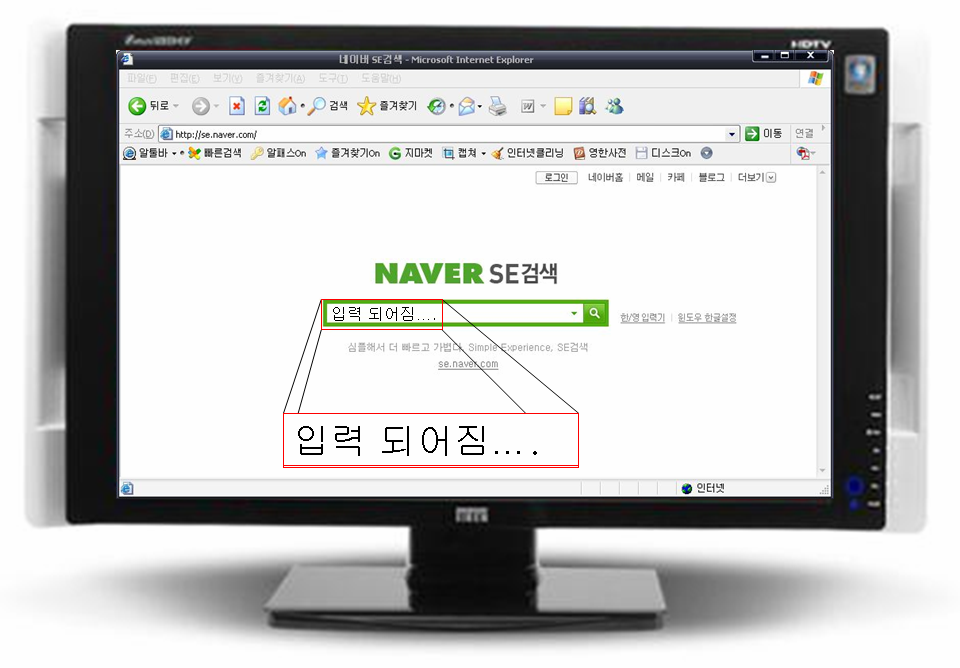 HDTV
네이버 SE검색 - Microsoft Internet Explorer
파일(F) 편집(E) 보기(V) 즐겨찾기(A) 도구(T) 도움말(H)
뒤로 검색 즐겨찾기
주소(D) http://se.naver.com/ 이동 연결
알툴바 빠른검색 알패스On 즐겨찾기On 지마켓 캡쳐 인터넷클리닝 영한사전 디스크On
로그인 네이버홈 메일 카페 블로그 더보기
NAVER SE검색
입력 되어짐....
한/영 입력기 윈도우 한글설정
심플해서 더 빠르고 가볍다, Simple Experience, SE검색
se.naver.com
입력 되어짐....
인터넷